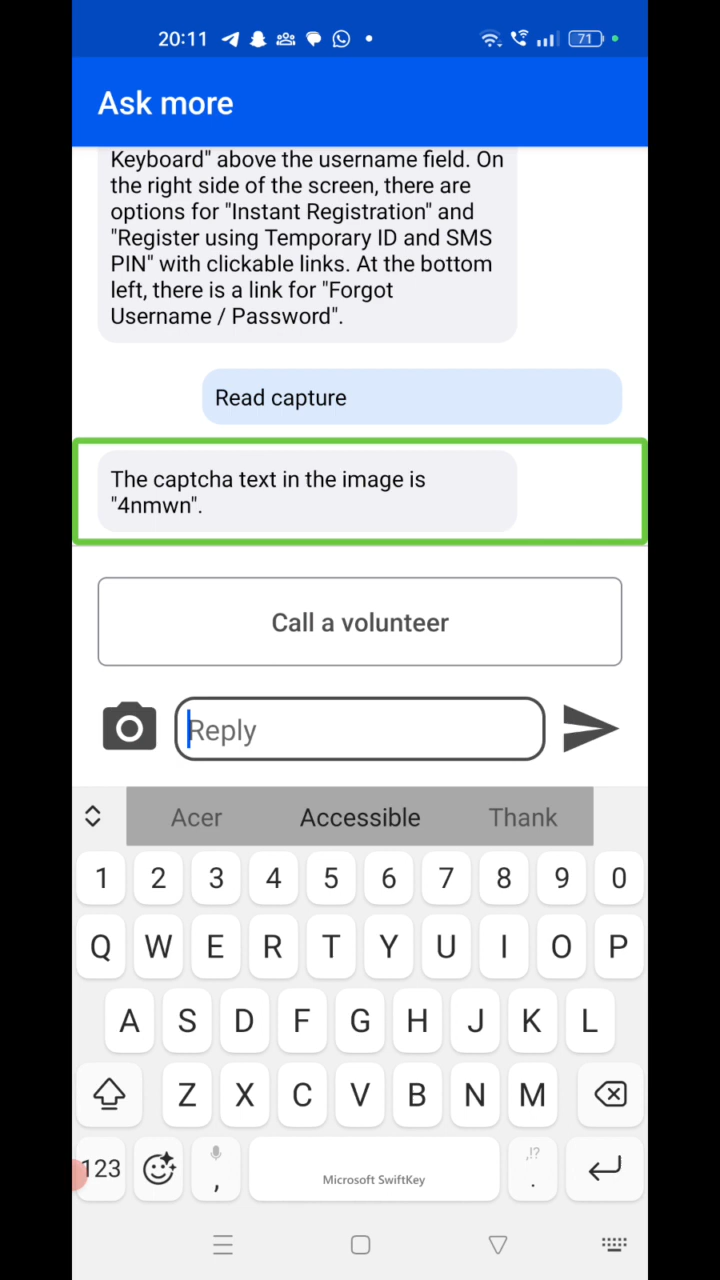 20:11
71
Ask more
Keyboard" above the username field. On
the right side of the screen, there are
options for "Instant Registration" and
"Register using Temporary ID and SMS
PIN" with clickable links. At the bottom
left, there is a link for "Forgot
Username / Password".
Read capture
The captcha text in the image is
"4nmwn".
Call a volunteer
Reply
Acer Accessible Thank
1 2 3 4 5 6 7 8 9 0
Q W E R T Y U I O P
A S D F G H J K L
Z X C V B N M
123 , Microsoft SwiftKey ,!? .